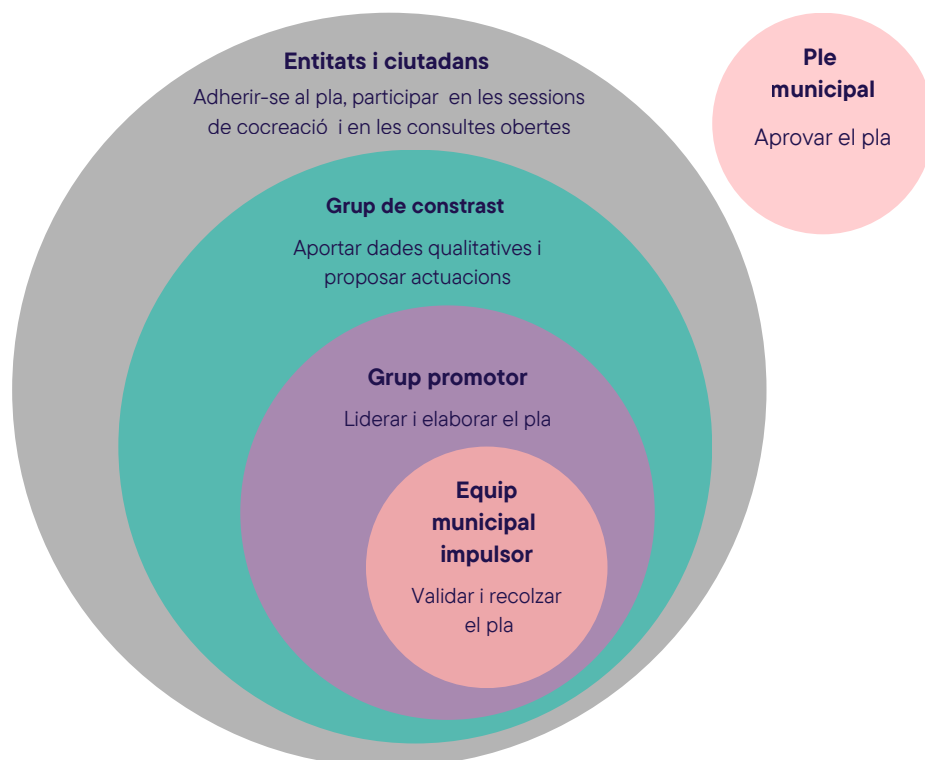 Entitats i ciutadans
Adherir-se al pla, participar en les sessions
de cocreació i en les consultes obertes
Ple
municipal
Aprovar el pla
Grup de constrast
Aportar dades qualitatives i
proposar actuacions
Grup promotor
Liderar i elaborar el pla
Equip
municipal
impulsor
Validar i recolzar
el pla